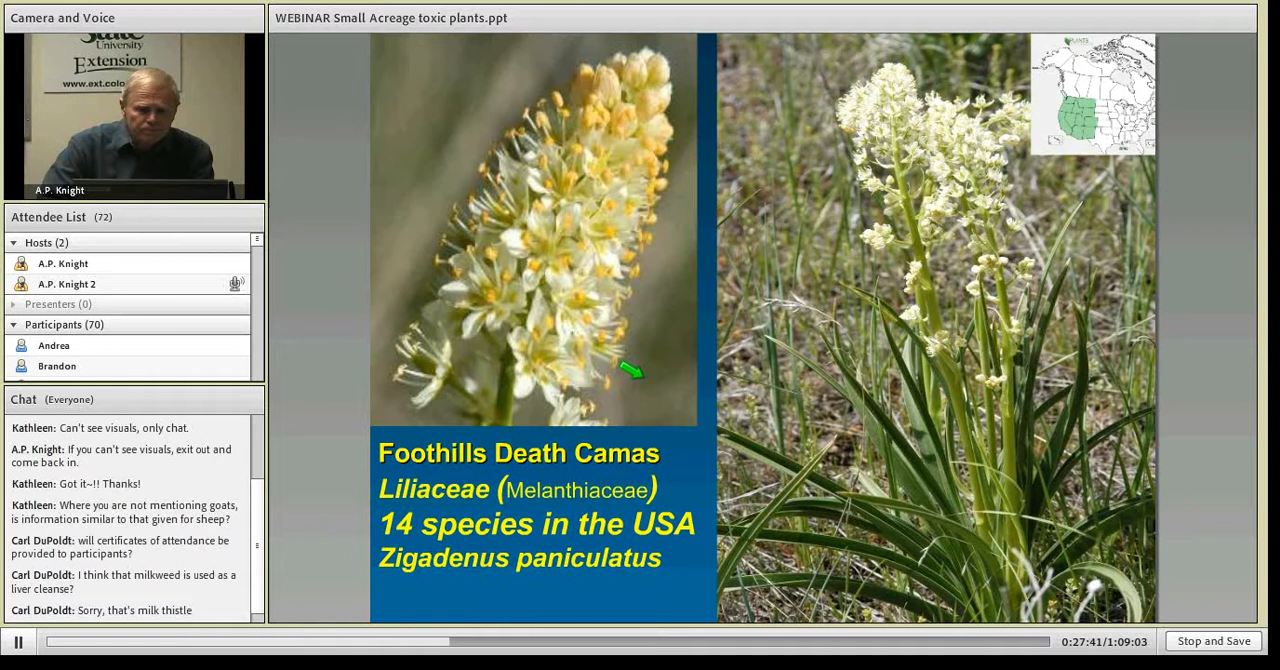 Camera and Voice
State
University
Extension
www.ext.colo
A.P. Knight
Attendee List (72)
Hosts (2)
A.P. Knight
A.P. Knight 2
Presenters (0)
Participants (70)
Andrea
Brandon
Chat (Everyone)
Kathleen: Can't see visuals, only chat.
A.P. Knight: If you can't see visuals, exit out and
come back in.
Kathleen: Got it~!! Thanks!
Kathleen: Where you are not mentioning goats,
is information similar to that given for sheep?
Carl DuPoldt: will certificates of attendance be
provided to participants?
Carl DuPoldt: I think that milkweed is used as a
liver cleanse?
Carl DuPoldt: Sorry, that's milk thistle
WEBINAR Small Acreage toxic plants.ppt
PLANTS
Foothills Death Camas
Liliaceae (Melanthiaceae)
14 species in the USA
Zigadenus paniculatus
0:27:41/1:09:03
Stop and Save